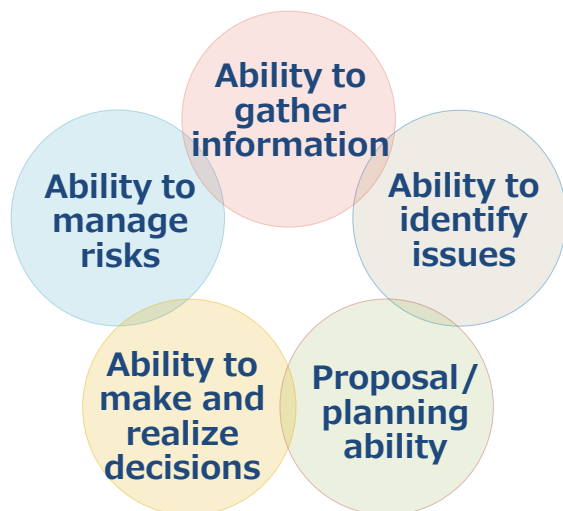 Ability to
gather
information
Ability to
identify
issues
Proposal/
planning
ability
Ability to
make and
realize
decisions
Ability to
manage
risks